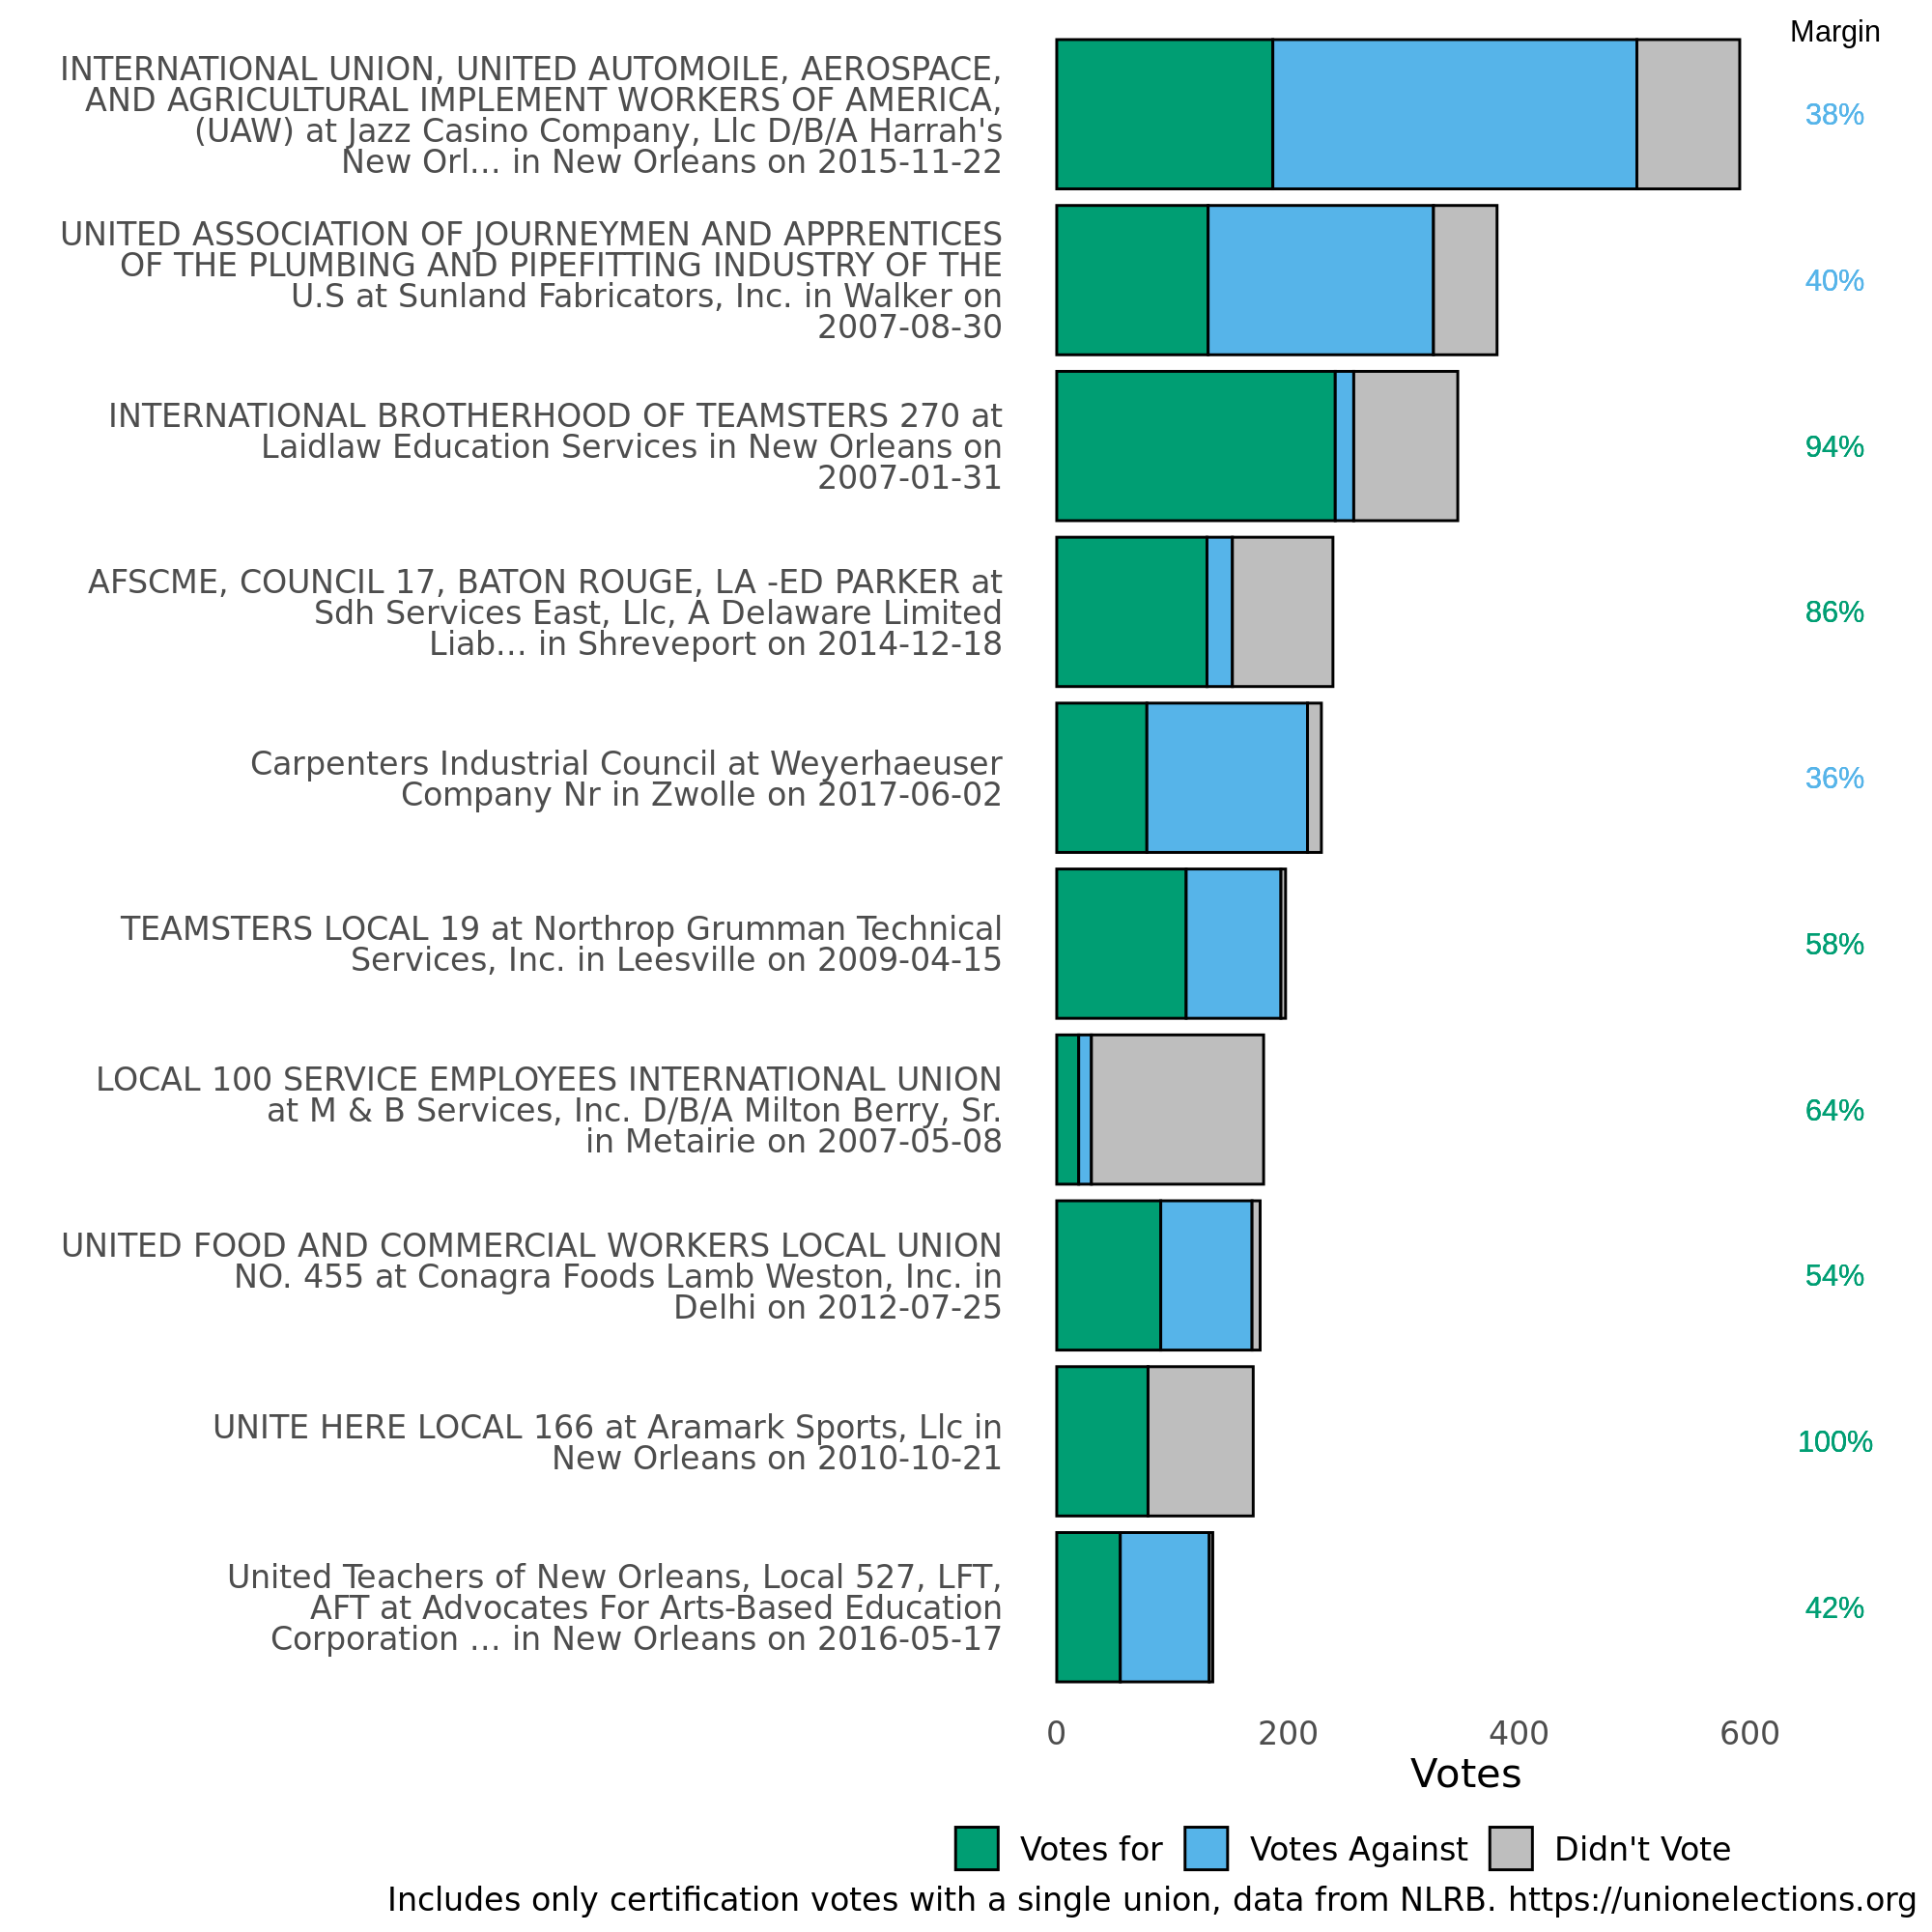 Margin
INTERNATIONAL UNION, UNITED AUTOMOILE, AEROSPACE,
AND AGRICULTURAL IMPLEMENT WORKERS OF AMERICA,
(UAW) at Jazz Casino Company, Llc D/B/A Harrah's
New Orl... in New Orleans on 2015-11-22
38%
UNITED ASSOCIATION OF JOURNEYMEN AND APPRENTICES
OF THE PLUMBING AND PIPEFITTING INDUSTRY OF THE
U.S at Sunland Fabricators, Inc. in Walker on
2007-08-30
40%
INTERNATIONAL BROTHERHOOD OF TEAMSTERS 270 at
Laidlaw Education Services in New Orleans on
2007-01-31
94%
AFSCME, COUNCIL 17, BATON ROUGE, LA -ED PARKER at
Sdh Services East, Llc, A Delaware Limited
Liab... in Shreveport on 2014-12-18
86%
Carpenters Industrial Council at Weyerhaeuser
Company Nr in Zwolle on 2017-06-02
36%
TEAMSTERS LOCAL 19 at Northrop Grumman Technical
Services, Inc. in Leesville on 2009-04-15
58%
LOCAL 100 SERVICE EMPLOYEES INTERNATIONAL UNION
at M & B Services, Inc. D/B/A Milton Berry, Sr.
in Metairie on 2007-05-08
64%
UNITED FOOD AND COMMERCIAL WORKERS LOCAL UNION
NO. 455 at Conagra Foods Lamb Weston, Inc. in
Delhi on 2012-07-25
54%
UNITE HERE LOCAL 166 at Aramark Sports, Llc in
New Orleans on 2010-10-21
100%
United Teachers of New Orleans, Local 527, LFT,
AFT at Advocates For Arts-Based Education
Corporation ... in New Orleans on 2016-05-17
42%
0 200 400 600
Votes
Votes for Votes Against Didn't Vote
Includes only certification votes with a single union, data from NLRB. https://unionelections.org